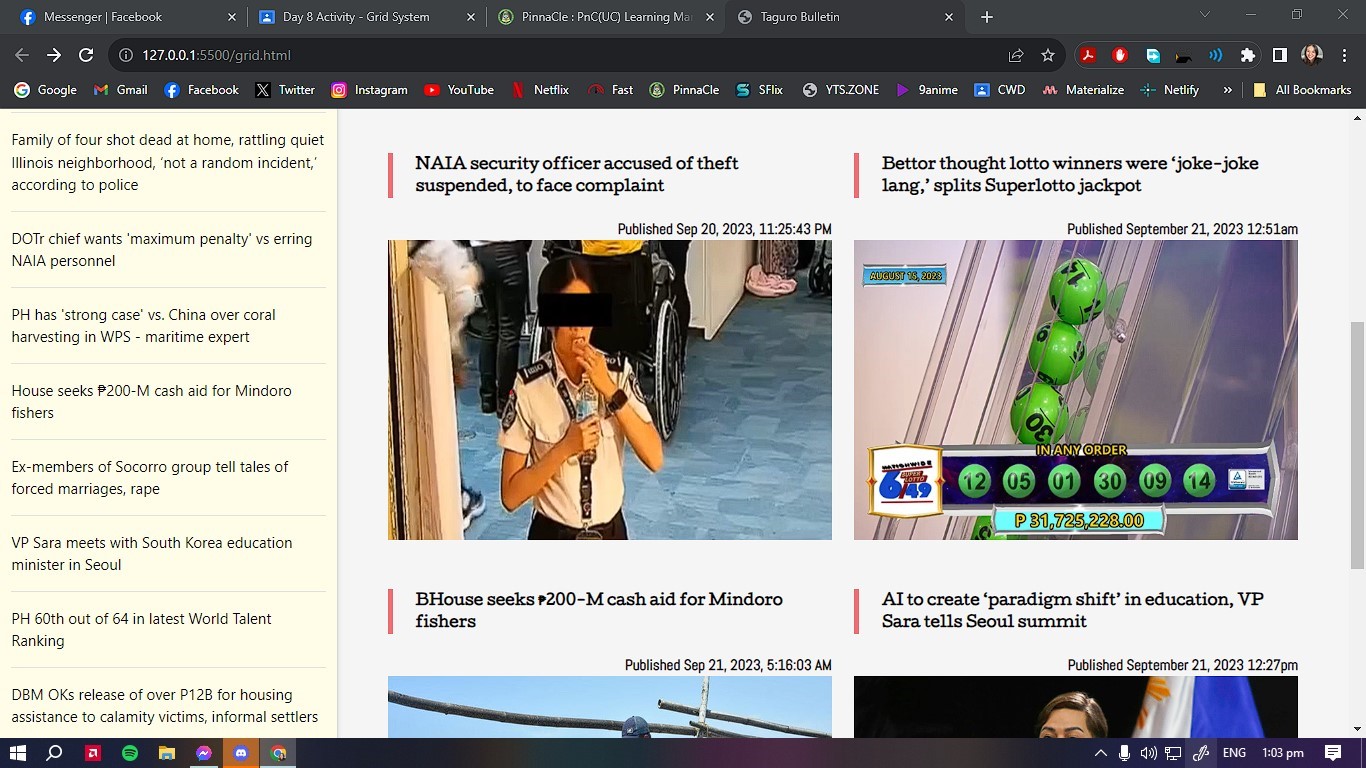 Messenger | Facebook
Day 8 Activity - Grid System
PinnaCle : PnC(UC) Learning Ma
Taguro Bulletin
127.0.0.1:5500/grid.html
Google
Gmail
Facebook
Twitter
Instagram
YouTube
Netflix
Fast
PinnaCle
SFlix
YTS.ZONE
9anime
CWD
Materialize
Netlify
»
All Bookmarks
Family of four shot dead at home, rattling quiet
Illinois neighborhood, ‘not a random incident,’
according to police
DOTr chief wants 'maximum penalty' vs erring
NAIA personnel
PH has 'strong case' vs. China over coral
harvesting in WPS - maritime expert
House seeks ₱200-M cash aid for Mindoro
fishers
Ex-members of Socorro group tell tales of
forced marriages, rape
VP Sara meets with South Korea education
minister in Seoul
PH 60th out of 64 in latest World Talent
Ranking
DBM OKs release of over P12B for housing
assistance to calamity victims, informal settlers
NAIA security officer accused of theft
suspended, to face complaint
Published Sep 20, 2023, 11:25:43 PM
Bettor thought lotto winners were ‘joke-joke
lang,’ splits Superlotto jackpot
Published September 21, 2023 12:51am
AUGUST 15, 2023
IN ANY ORDER
NATIONWIDE
SUPER
LOTTO
6/49
12 05 01 30 09 14
P 31,725,228.00
BHouse seeks ₱200-M cash aid for Mindoro
fishers
Published Sep 21, 2023, 5:16:03 AM
AI to create ‘paradigm shift’ in education, VP
Sara tells Seoul summit
Published September 21, 2023 12:27pm
ENG
1:03 pm